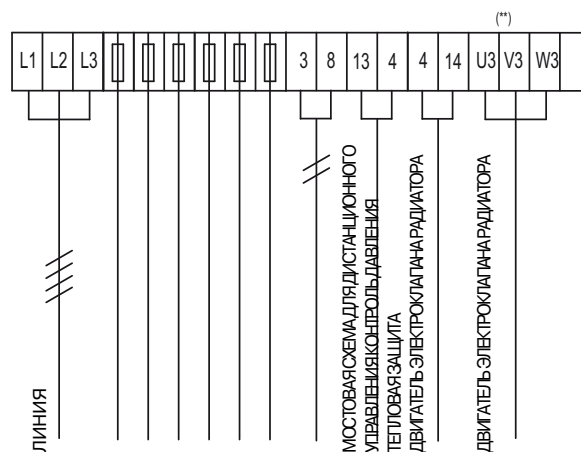 (**)
L1 L2 L3 3 8 13 4 4 14 U3 V3 W3
ЛИНИЯ
МОСТОВАЯ СХЕМА ДЛЯ ДИСТАНЦИОННОГО
УПРАВЛЕНИЯ КОНТРОЛЬ ДАВЛЕНИЯ
ТЕПЛОВАЯ ЗАЩИТА
ДВИГАТЕЛЬ ЭЛЕКТРОКЛАПАНА РАДИАТОРА
ДВИГАТЕЛЬ ЭЛЕКТРОКЛАПАНА РАДИАТОРА